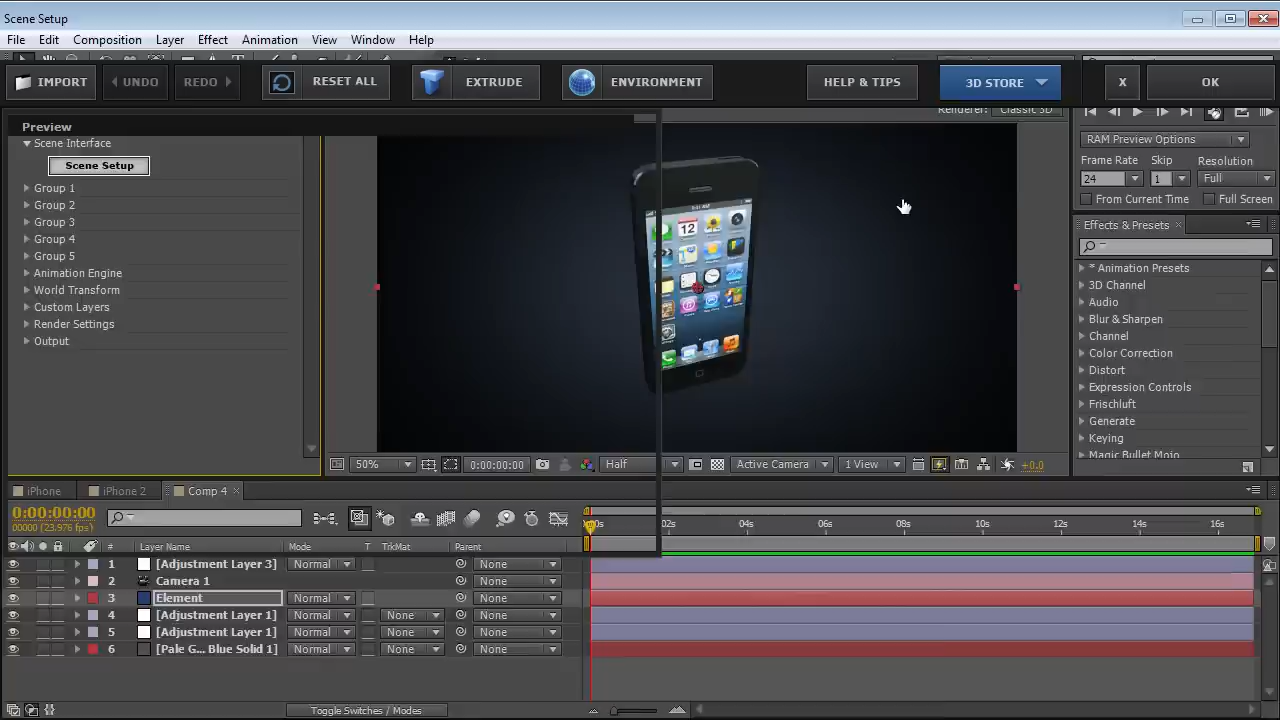 Scene Setup
File Edit Composition Layer Effect Animation View Window Help
IMPORT UNDO REDO RESET ALL EXTRUDE ENVIRONMENT HELP & TIPS 3D STORE X OK
Renderer: Classic 3D
Preview
Scene Interface
Scene Setup
Group 1
Group 2
Group 3
Group 4
Group 5
Animation Engine
World Transform
Custom Layers
Render Settings
Output
12
RAM Preview Options
Frame Rate Skip Resolution
24 1 Full
From Current Time Full Screen
Effects & Presets
* Animation Presets
3D Channel
Audio
Blur & Sharpen
Channel
Color Correction
Distort
Expression Controls
Frischluft
Generate
Keying
Magic Bullet Mojo
50% 0:00:00:00 Half Active Camera 1 View +0.0
iPhone iPhone 2 Comp 4
0:00:00:00
00000 (23.976 fps)
02s 04s 06s 08s 10s 12s 14s 16s
# Layer Name Mode T TrkMat Parent
1 [Adjustment Layer 3] Normal None
2 Camera 1 None
3 Element Normal None
4 [Adjustment Layer 1] Normal None None
5 [Adjustment Layer 1] Normal None None
6 [Pale G... Blue Solid 1] Normal None None
Toggle Switches / Modes